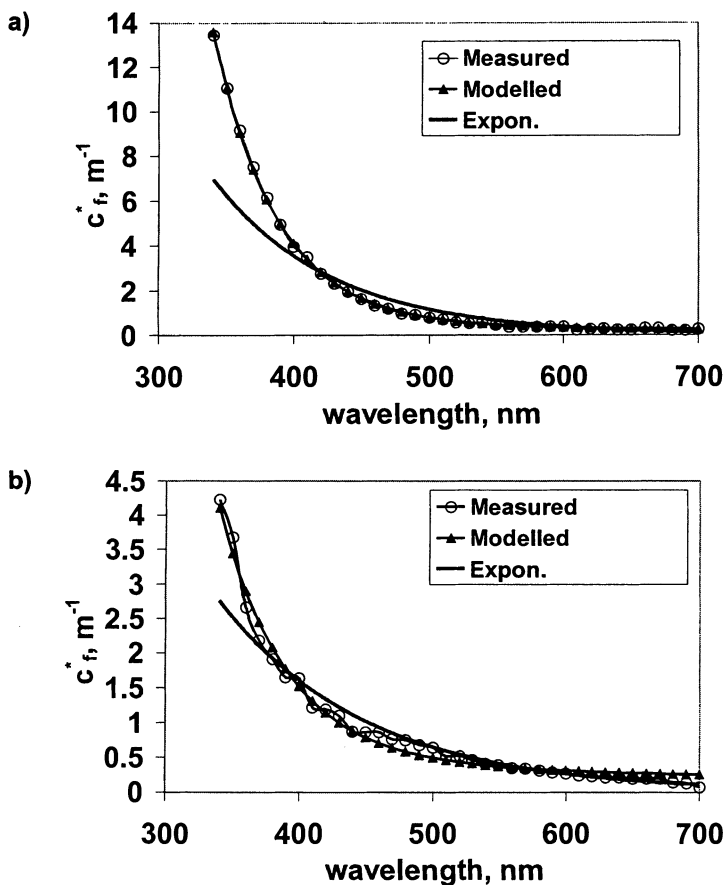 a)
14
12
10
8
6
4
2
0
c*f, m-1
Measured
Modelled
Expon.
300 400 500 600 700
wavelength, nm
b)
4.5
4
3.5
3
2.5
2
1.5
1
0.5
0
c*f, m-1
Measured
Modelled
Expon.
300 400 500 600 700
wavelength, nm